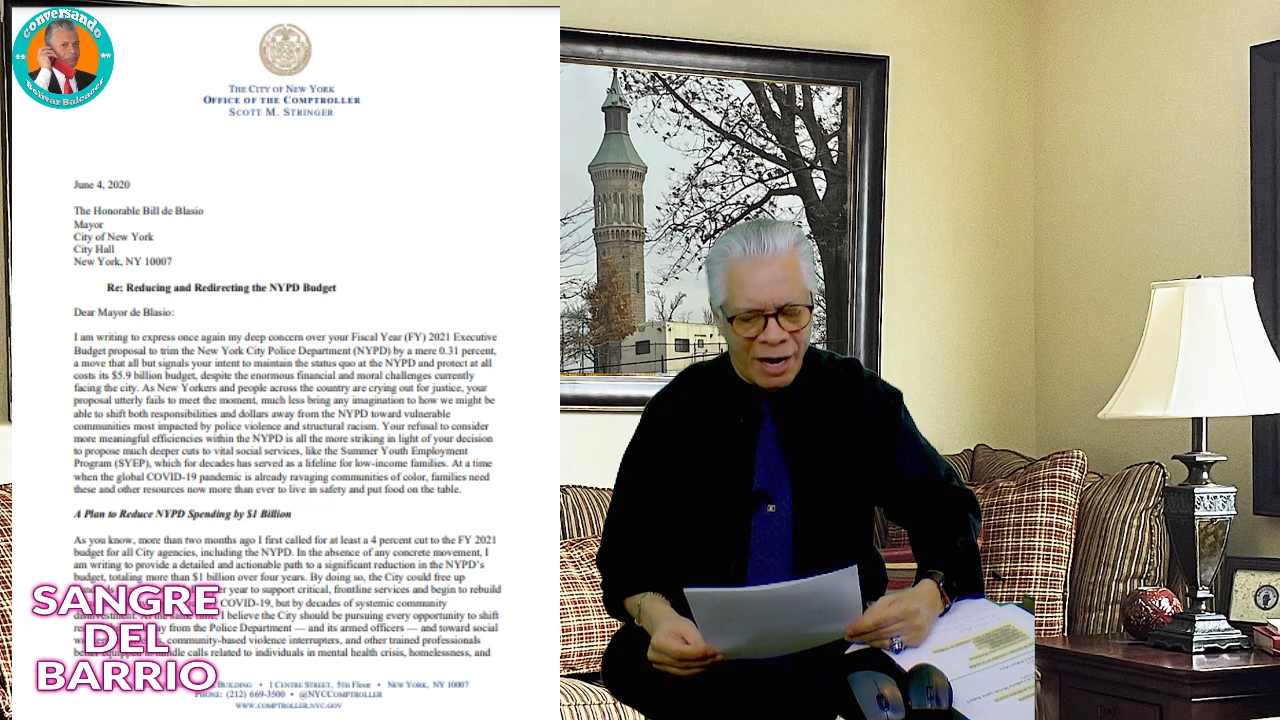 conversando
** **
Bolivar Balcacer
THE CITY OF NEW YORK
OFFICE OF THE COMPTROLLER
SCOTT M. STRINGER
June 4, 2020
The Honorable Bill de Blasio
Mayor
City of New York
City Hall
New York, NY 10007
Re: Reducing and Redirecting the NYPD Budget
Dear Mayor de Blasio:
I am writing to express once again my deep concern over your Fiscal Year (FY) 2021 Executive
Budget proposal to trim the New York City Police Department (NYPD) by a mere 0.31 percent,
a move that all but signals your intent to maintain the status quo at the NYPD and protect at all
costs its $5.9 billion budget, despite the enormous financial and moral challenges currently
facing the city. As New Yorkers and people across the country are crying out for justice, your
proposal utterly fails to meet the moment, much less bring any imagination to how we might be
able to shift both responsibilities and dollars away from the NYPD toward vulnerable
communities most impacted by police violence and structural racism. Your refusal to consider
more meaningful efficiencies within the NYPD is all the more striking in light of your decision
to propose much deeper cuts to vital social services, like the Summer Youth Employment
Program (SYEP), which for decades has served as a lifeline for low-income families. At a time
when the global COVID-19 pandemic is already ravaging communities of color, families need
these and other resources now more than ever to live in safety and put food on the table.
A Plan to Reduce NYPD Spending by $1 Billion
As you know, more than two months ago I first called for at least a 4 percent cut to the FY 2021
budget for all City agencies, including the NYPD. In the absence of any concrete movement, I
am writing to provide a detailed and actionable path to a significant reduction in the NYPD's
budget, totaling more than $1 billion over four years. By doing so, the City could free up
year to support critical, frontline services and begin to rebuild
COVID-19, but by decades of systemic community
I believe the City should be pursuing every opportunity to shift
from the Police Department — and its armed officers — and toward social
community-based violence interrupters, and other trained professionals
calls related to individuals in mental health crisis, homelessness, and
SANGRE
DEL
BARRIO
BUILDING • 1 CENTRE STREET, 5TH FLOOR • NEW YORK, NY 10007
PHONE: (212) 669-3500 • @NYCCOMPTROLLER
WWW.COMPTROLLER.NYC.GOV